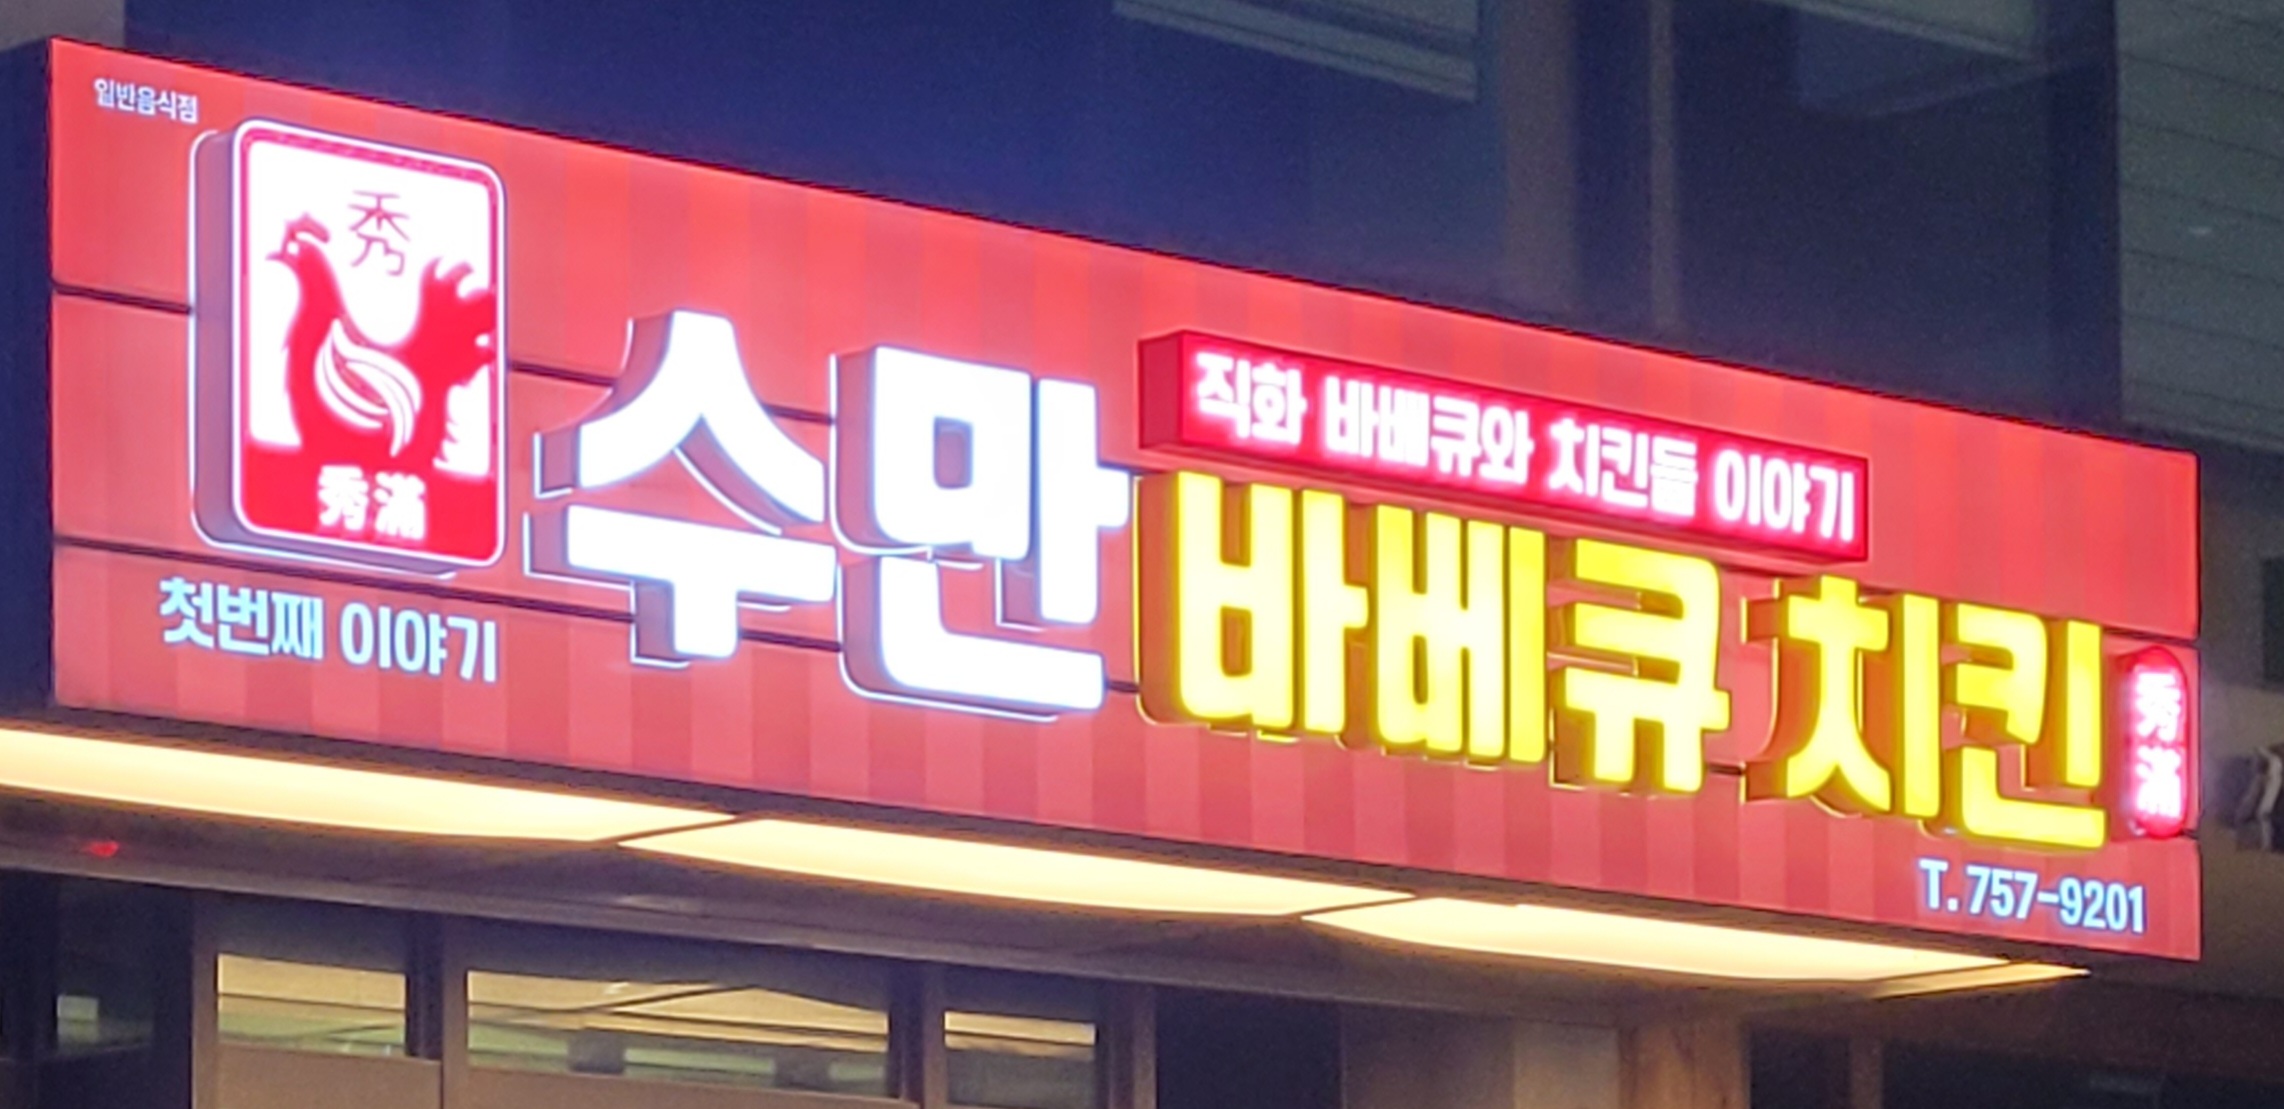 일반음식점
秀
秀滿
첫번째 이야기
수만
직화 바베큐와 치킨들 이야기
바베큐 치킨
秀滿
T. 757-9201